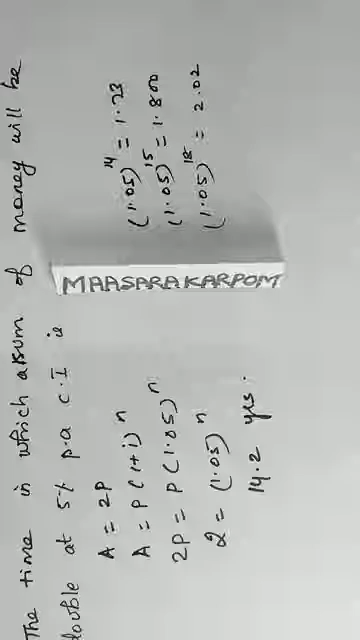 The time in which a sum of money will be
double at 5% p.a C.I is
A = 2P
A = P(1+i)^n
2P = P(1.05)^n
2 = (1.05)^n
14.2 yrs.
MAASARAKARPOM
(1.05)^14 = 1.73
(1.05)^15 = 1.800
(1.05)^18 = 2.02